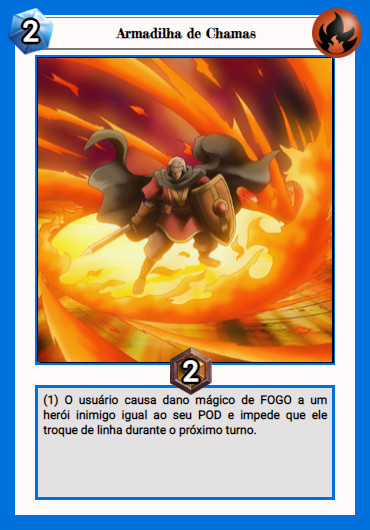 2
Armadilha de Chamas
2
(1) O usuário causa dano mágico de FOGO a um
herói inimigo igual ao seu POD e impede que ele
troque de linha durante o próximo turno.